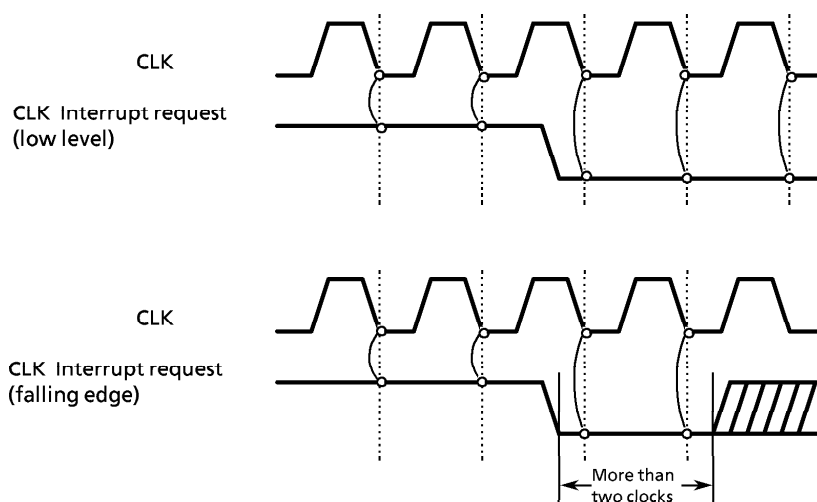 CLK
CLK Interrupt request
(low level)
CLK
CLK Interrupt request
(falling edge)
More than
two clocks